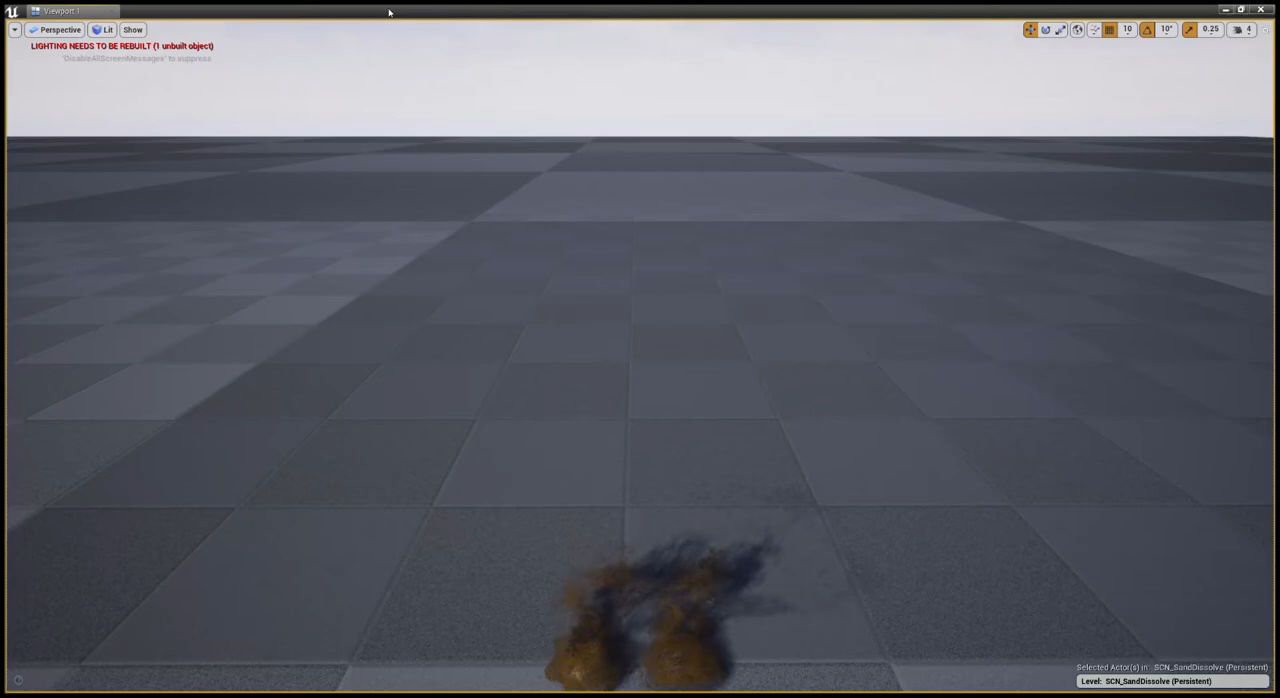 Viewport 1
Perspective
Lit
Show
10
10°
0.25
4
LIGHTING NEEDS TO BE REBUILT (1 unbuilt object)
'DisableAllScreenMessages' to suppress
Selected Actor(s) in: SCN_SandDissolve (Persistent)
Level: SCN_SandDissolve (Persistent)